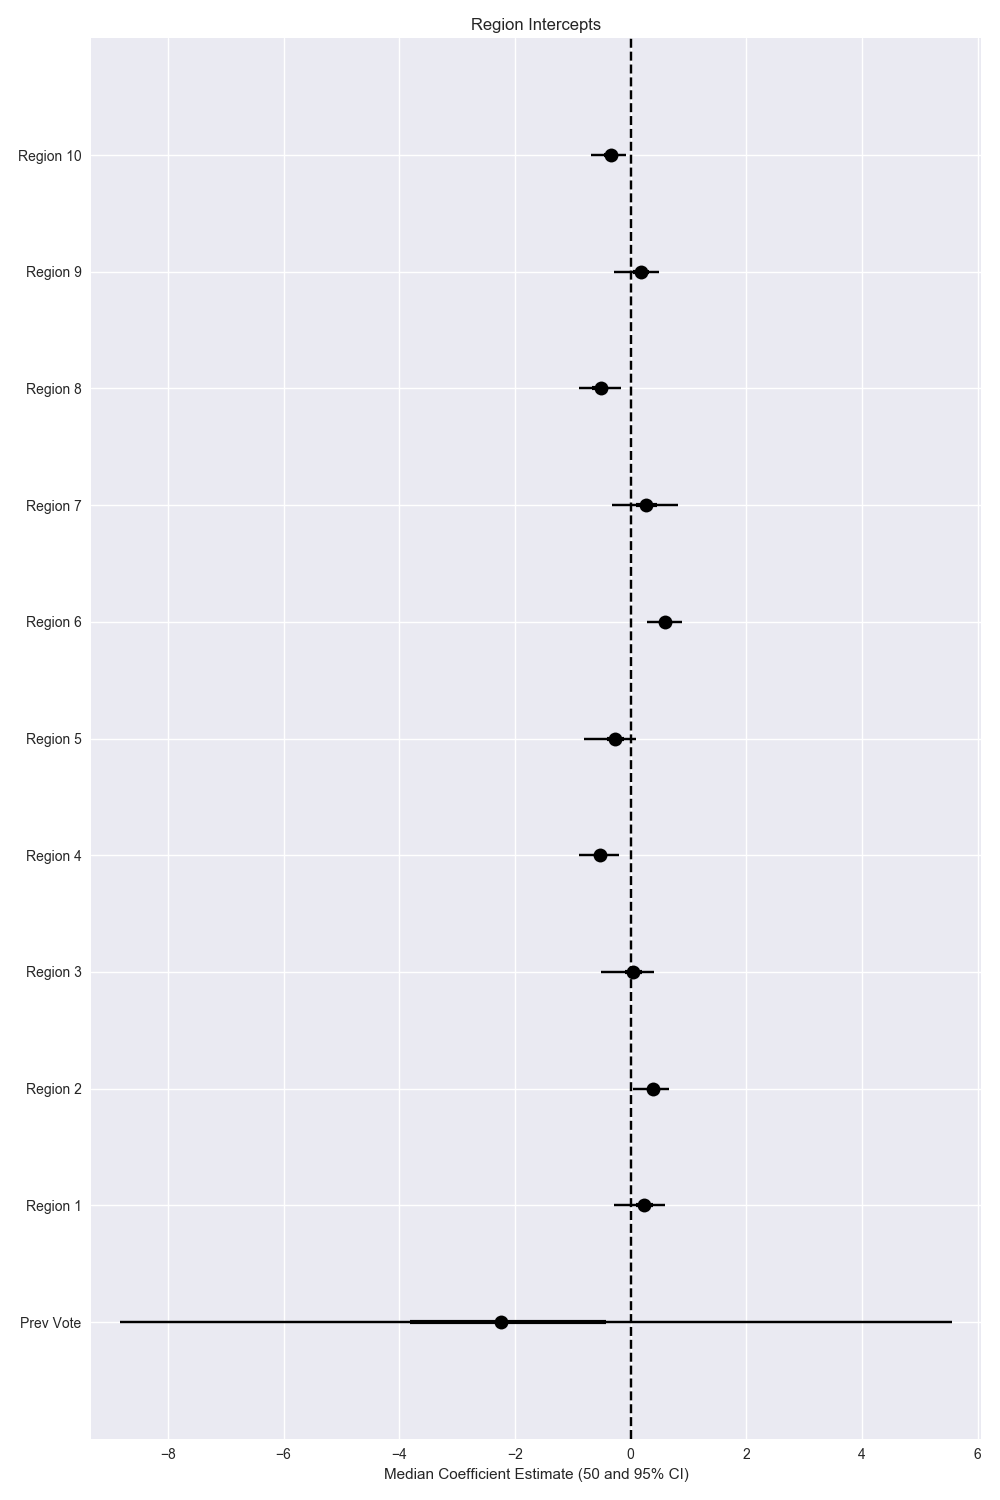 Region Intercepts
Region 10
Region 9
Region 8
Region 7
Region 6
Region 5
Region 4
Region 3
Region 2
Region 1
Prev Vote
−8 −6 −4 −2 0 2 4 6
Median Coefficient Estimate (50 and 95% CI)